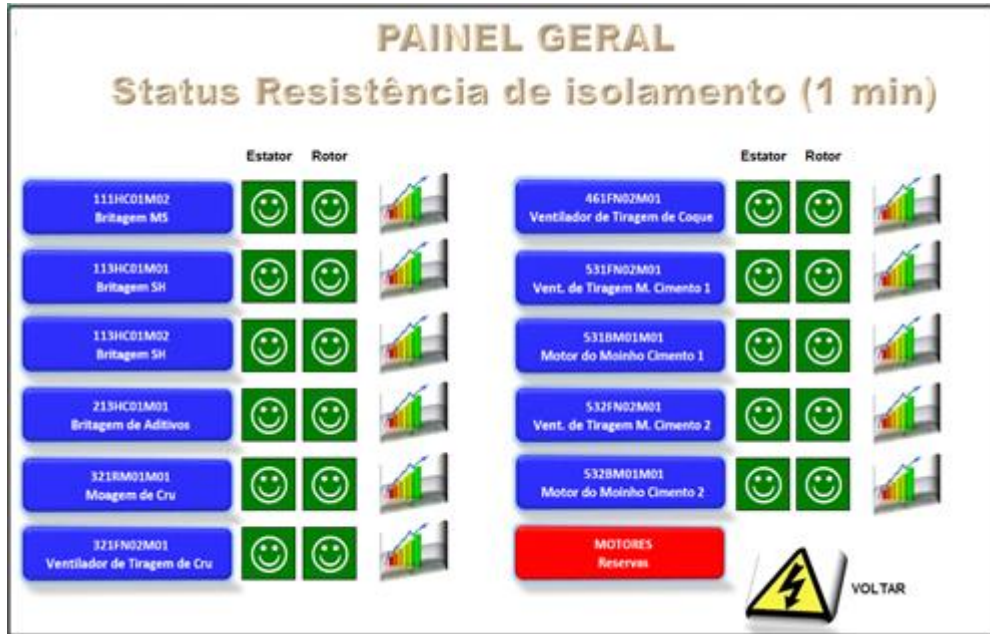 PAINEL GERAL
Status Resistência de isolamento (1 min)
Estator Rotor
111HC01M02
Britagem MS
113HC01M01
Britagem SH
113HC01M02
Britagem SH
213HC01M01
Britagem de Aditivos
321RM01M01
Moagem de Cru
321FN02M01
Ventilador de Tiragem de Cru
Estator Rotor
461FN02M01
Ventilador de Tiragem de Coque
531FN02M01
Vent. de Tiragem M. Cimento 1
531BM01M01
Motor do Moinho Cimento 1
532FN02M01
Vent. de Tiragem M. Cimento 2
532BM01M01
Motor do Moinho Cimento 2
MOTORES
Reservas
VOLTAR